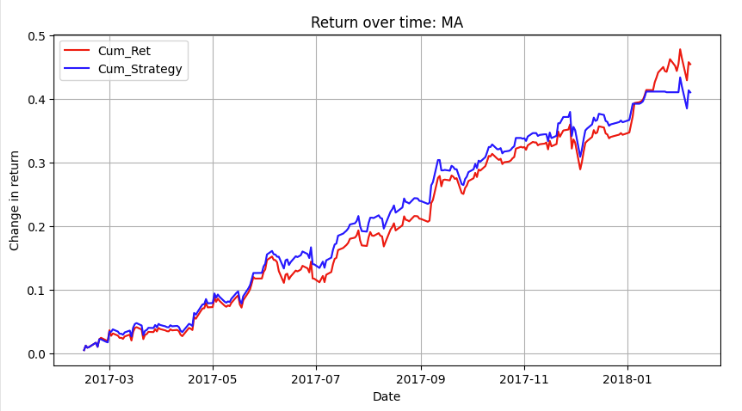 Return over time: MA
Cum_Ret
Cum_Strategy
Change in return
0.5
0.4
0.3
0.2
0.1
0.0
2017-03 2017-05 2017-07 2017-09 2017-11 2018-01
Date